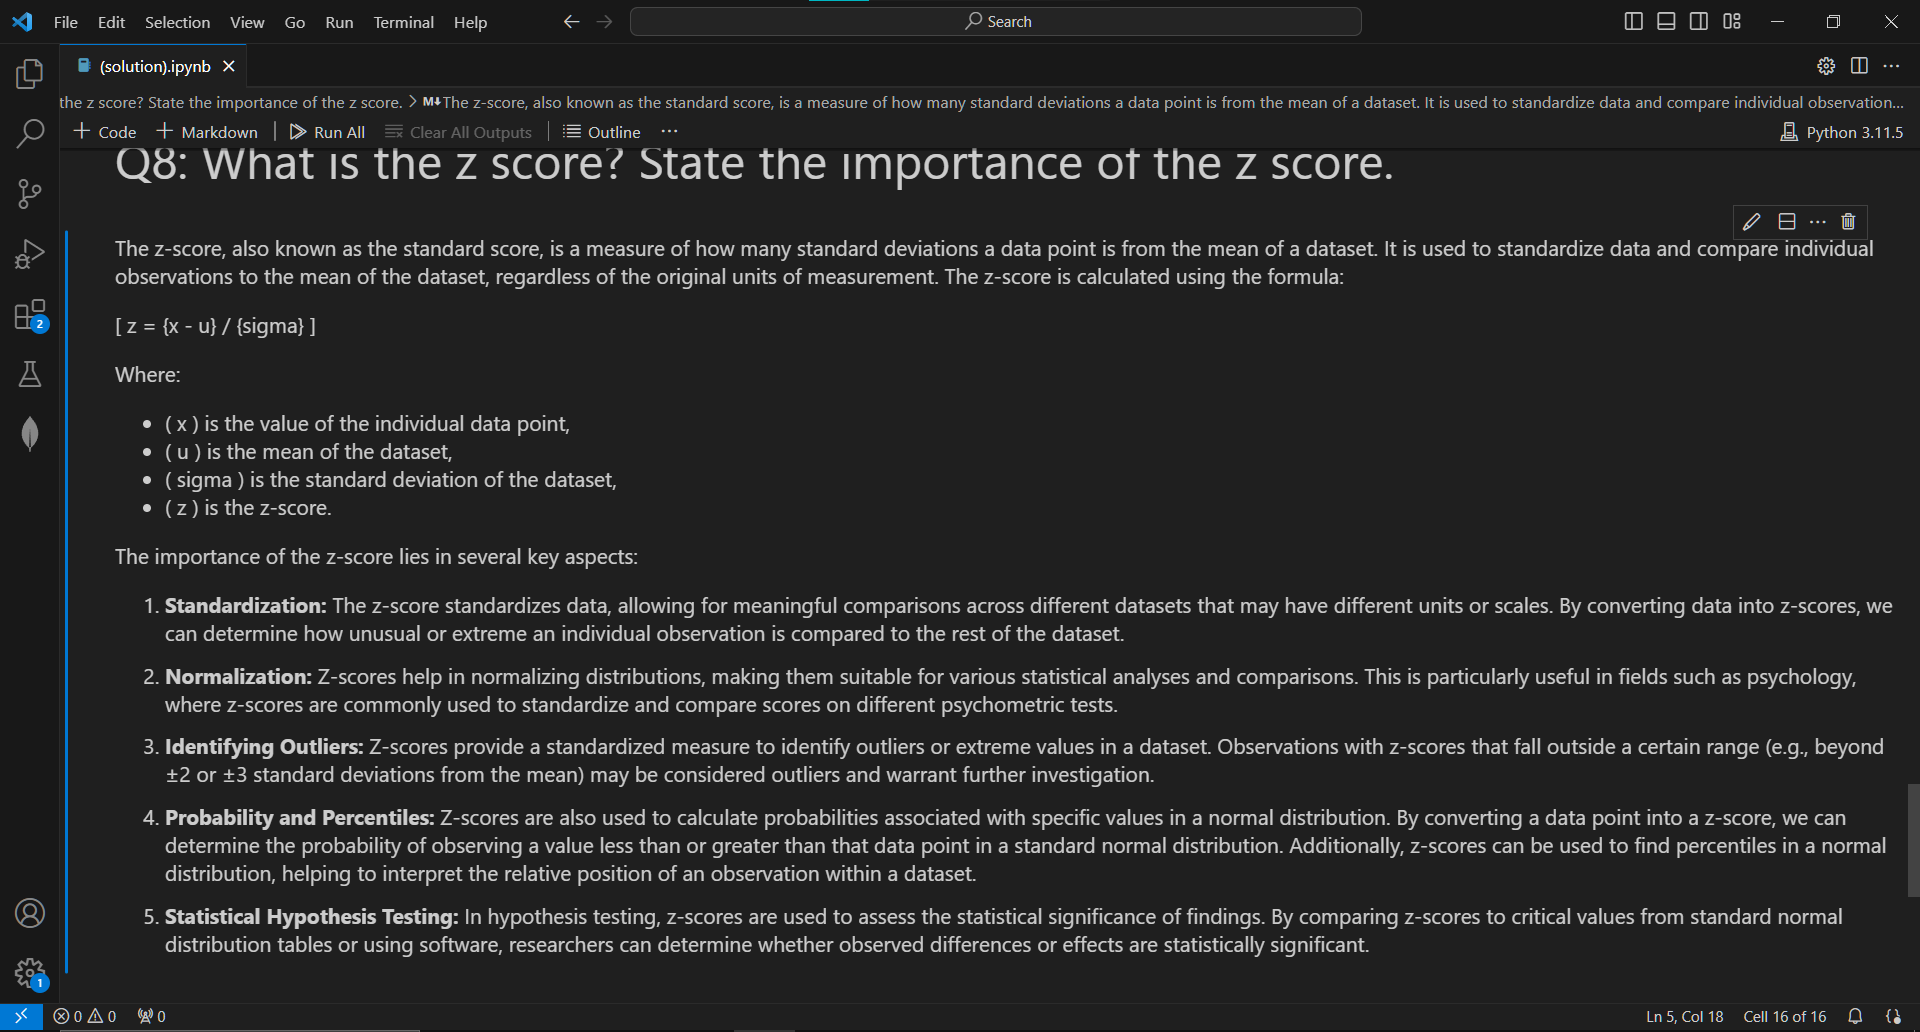 File Edit Selection View Go Run Terminal Help
Search
(solution).ipynb
the z score? State the importance of the z score. > M↓ The z-score, also known as the standard score, is a measure of how many standard deviations a data point is from the mean of a dataset. It is used to standardize data and compare individual observation...
+ Code + Markdown | Run All Clear All Outputs | Outline ...
Python 3.11.5
Q8: What is the z score? State the importance of the z score.
The z-score, also known as the standard score, is a measure of how many standard deviations a data point is from the mean of a dataset. It is used to standardize data and compare individual
observations to the mean of the dataset, regardless of the original units of measurement. The z-score is calculated using the formula:
[ z = {x - u} / {sigma} ]
Where:
• ( x ) is the value of the individual data point,
• ( u ) is the mean of the dataset,
• ( sigma ) is the standard deviation of the dataset,
• ( z ) is the z-score.
The importance of the z-score lies in several key aspects:
1. Standardization: The z-score standardizes data, allowing for meaningful comparisons across different datasets that may have different units or scales. By converting data into z-scores, we
can determine how unusual or extreme an individual observation is compared to the rest of the dataset.
2. Normalization: Z-scores help in normalizing distributions, making them suitable for various statistical analyses and comparisons. This is particularly useful in fields such as psychology,
where z-scores are commonly used to standardize and compare scores on different psychometric tests.
3. Identifying Outliers: Z-scores provide a standardized measure to identify outliers or extreme values in a dataset. Observations with z-scores that fall outside a certain range (e.g., beyond
±2 or ±3 standard deviations from the mean) may be considered outliers and warrant further investigation.
4. Probability and Percentiles: Z-scores are also used to calculate probabilities associated with specific values in a normal distribution. By converting a data point into a z-score, we can
determine the probability of observing a value less than or greater than that data point in a standard normal distribution. Additionally, z-scores can be used to find percentiles in a normal
distribution, helping to interpret the relative position of an observation within a dataset.
5. Statistical Hypothesis Testing: In hypothesis testing, z-scores are used to assess the statistical significance of findings. By comparing z-scores to critical values from standard normal
distribution tables or using software, researchers can determine whether observed differences or effects are statistically significant.
2
1
0 0 0
Ln 5, Col 18 Cell 16 of 16